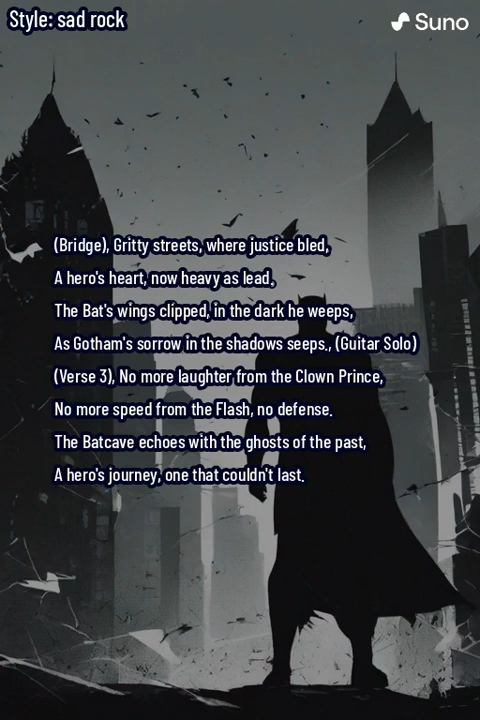 Style: sad rock
Suno
(Bridge), Gritty streets, where justice bled,
A hero's heart, now heavy as lead.
The Bat's wings clipped, in the dark he weeps,
As Gotham's sorrow in the shadows seeps., (Guitar Solo)
(Verse 3), No more laughter from the Clown Prince,
No more speed from the Flash, no defense.
The Batcave echoes with the ghosts of the past,
A hero's journey, one that couldn't last.